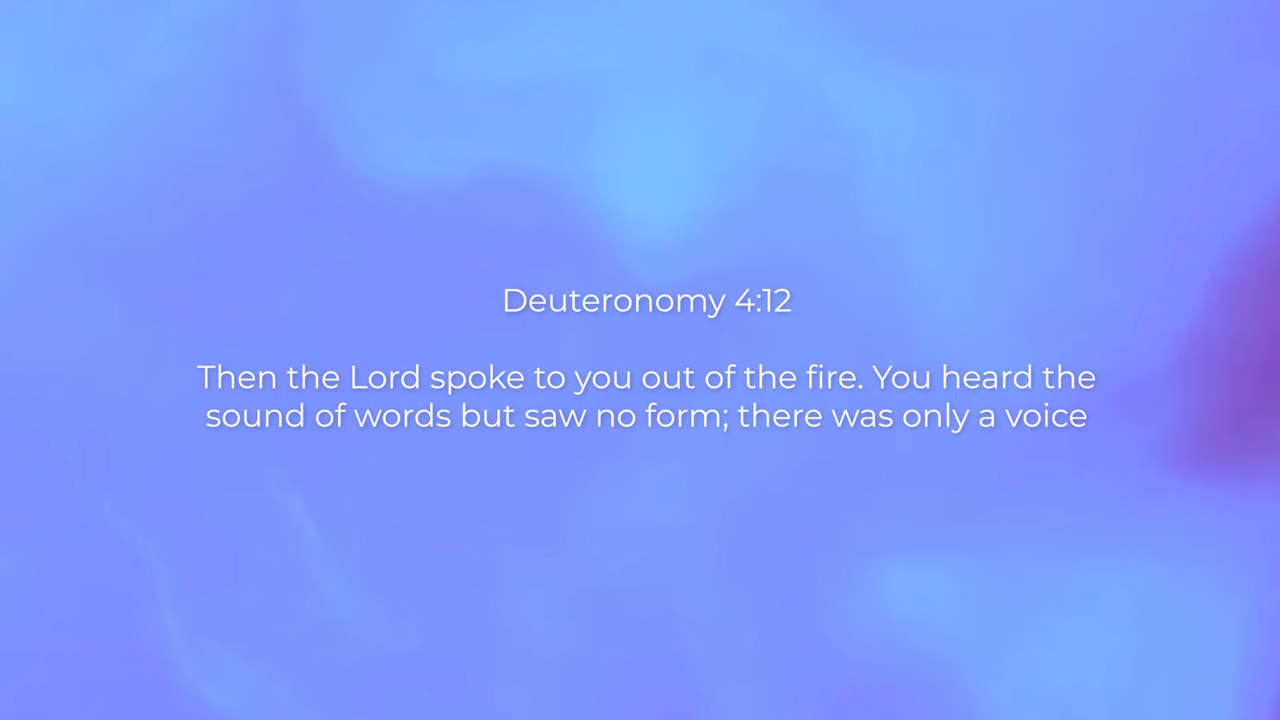 Deuteronomy 4:12
Then the Lord spoke to you out of the fire. You heard the
sound of words but saw no form; there was only a voice